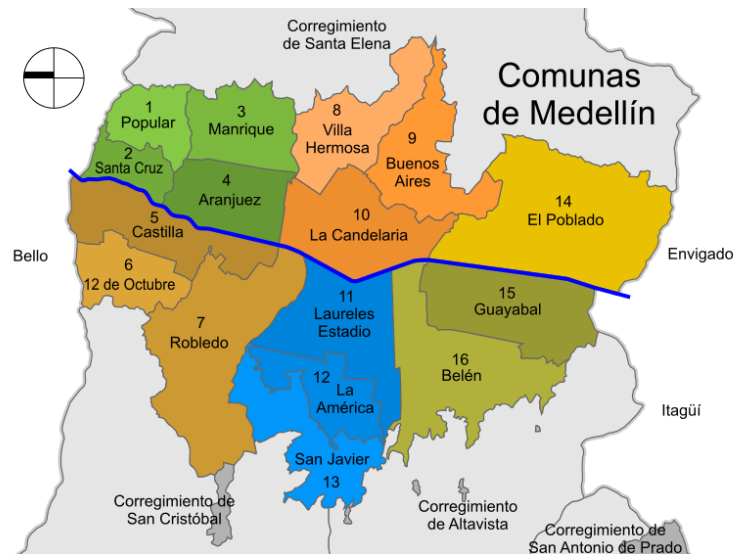 Corregimiento
de Santa Elena
Comunas
de Medellín
1
Popular
3
Manrique
8
Villa
Hermosa
9
Buenos
Aires
2
Santa Cruz
4
Aranjuez
14
El Poblado
5
Castilla
10
La Candelaria
Bello
Envigado
6
12 de Octubre
11
Laureles
Estadio
15
Guayabal
7
Robledo
16
Belén
12
La
América
Itagüí
San Javier
13
Corregimiento de
San Cristóbal
Corregimiento
de Altavista
Corregimiento de
San Antonio de Prado